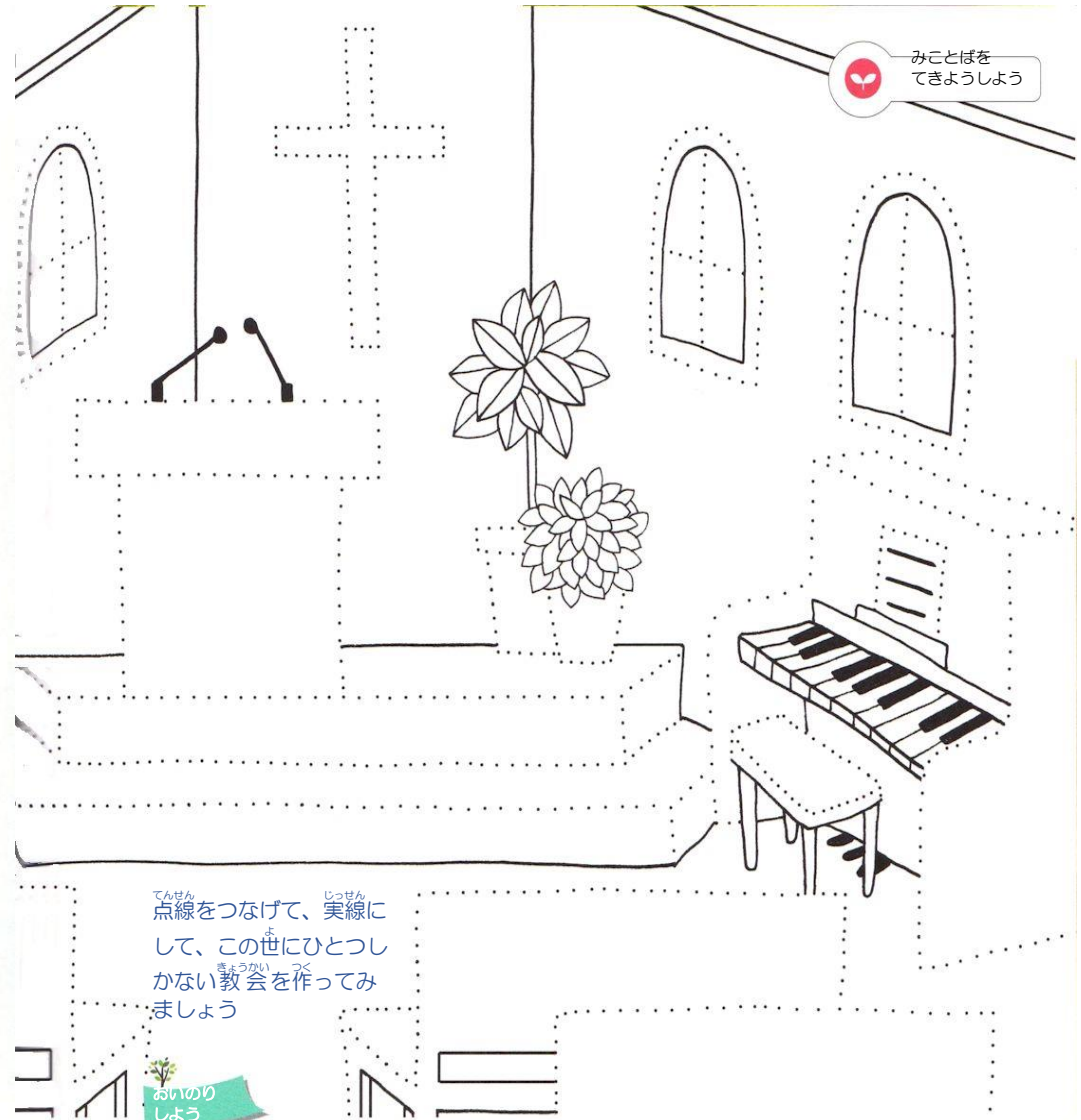 みことばを
てきようしよう
点線をつなげて、実線に
して、この世にひとつし
かない教会を作ってみ
ましょう
おいのり
しよう